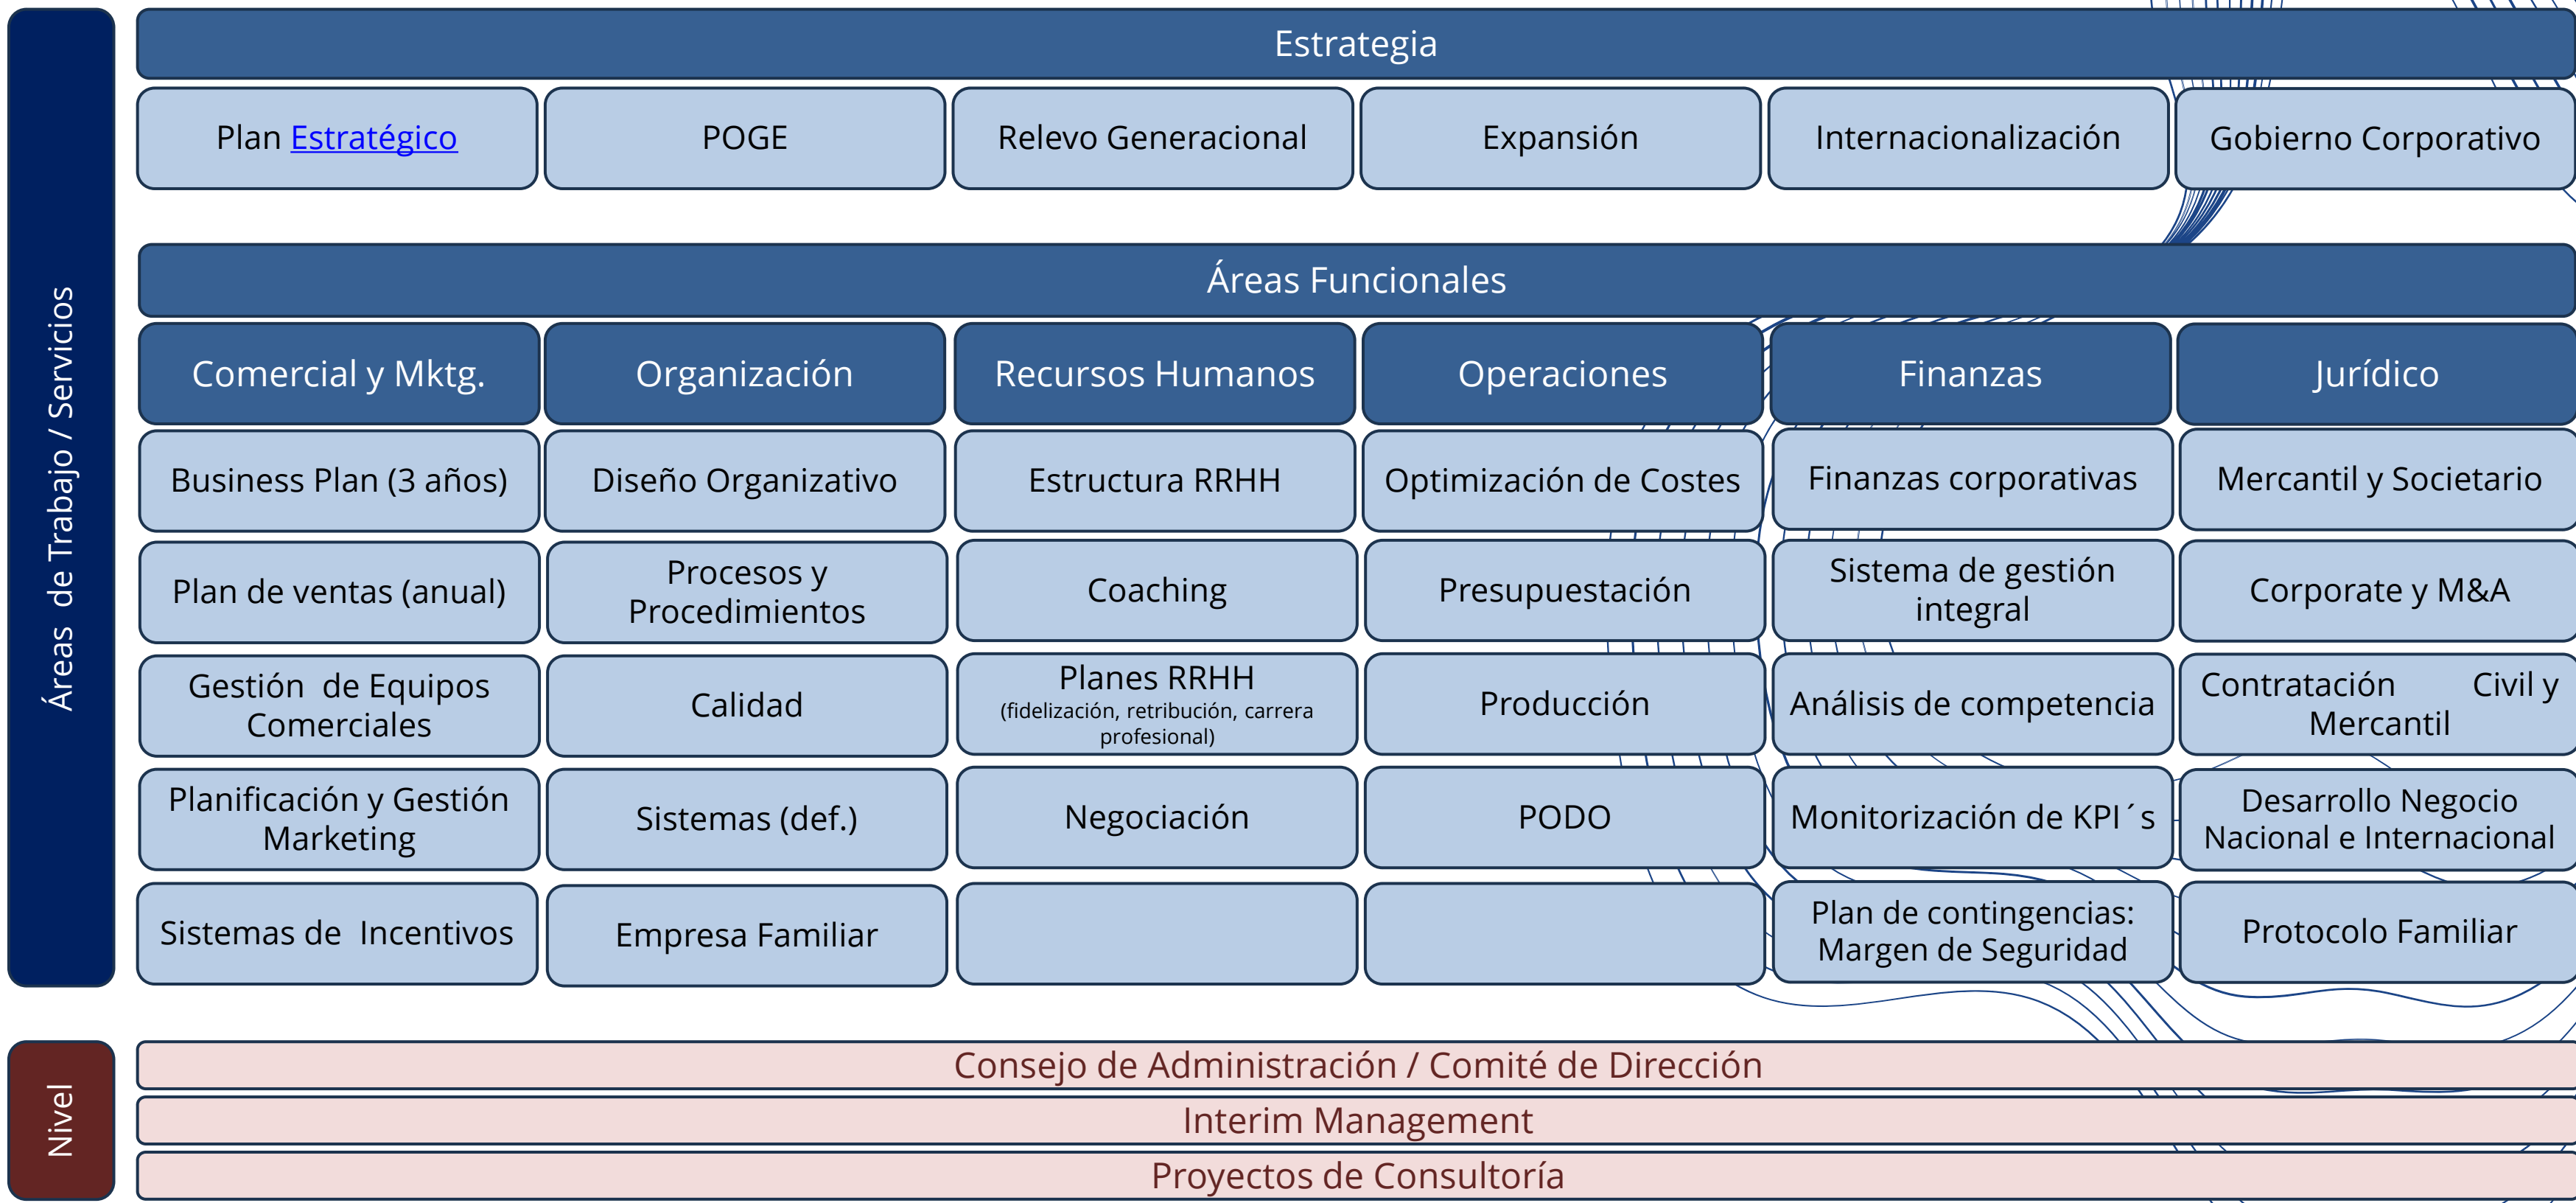 Áreas de Trabajo / Servicios
Estrategia
Plan Estratégico
POGE
Relevo Generacional
Expansión
Internacionalización
Gobierno Corporativo
Áreas Funcionales
Comercial y Mktg.
Organización
Recursos Humanos
Operaciones
Finanzas
Jurídico
Business Plan (3 años)
Diseño Organizativo
Estructura RRHH
Optimización de Costes
Finanzas corporativas
Mercantil y Societario
Plan de ventas (anual)
Procesos y
Procedimientos
Coaching
Presupuestación
Sistema de gestión
integral
Corporate y M&A
Gestión de Equipos
Comerciales
Calidad
Planes RRHH
(fidelización, retribución, carrera
profesional)
Producción
Análisis de competencia
Contratación Civil y
Mercantil
Planificación y Gestión
Marketing
Sistemas (def.)
Negociación
PODO
Monitorización de KPI´s
Desarrollo Negocio
Nacional e Internacional
Sistemas de Incentivos
Empresa Familiar
Plan de contingencias:
Margen de Seguridad
Protocolo Familiar
Nivel
Consejo de Administración / Comité de Dirección
Interim Management
Proyectos de Consultoría